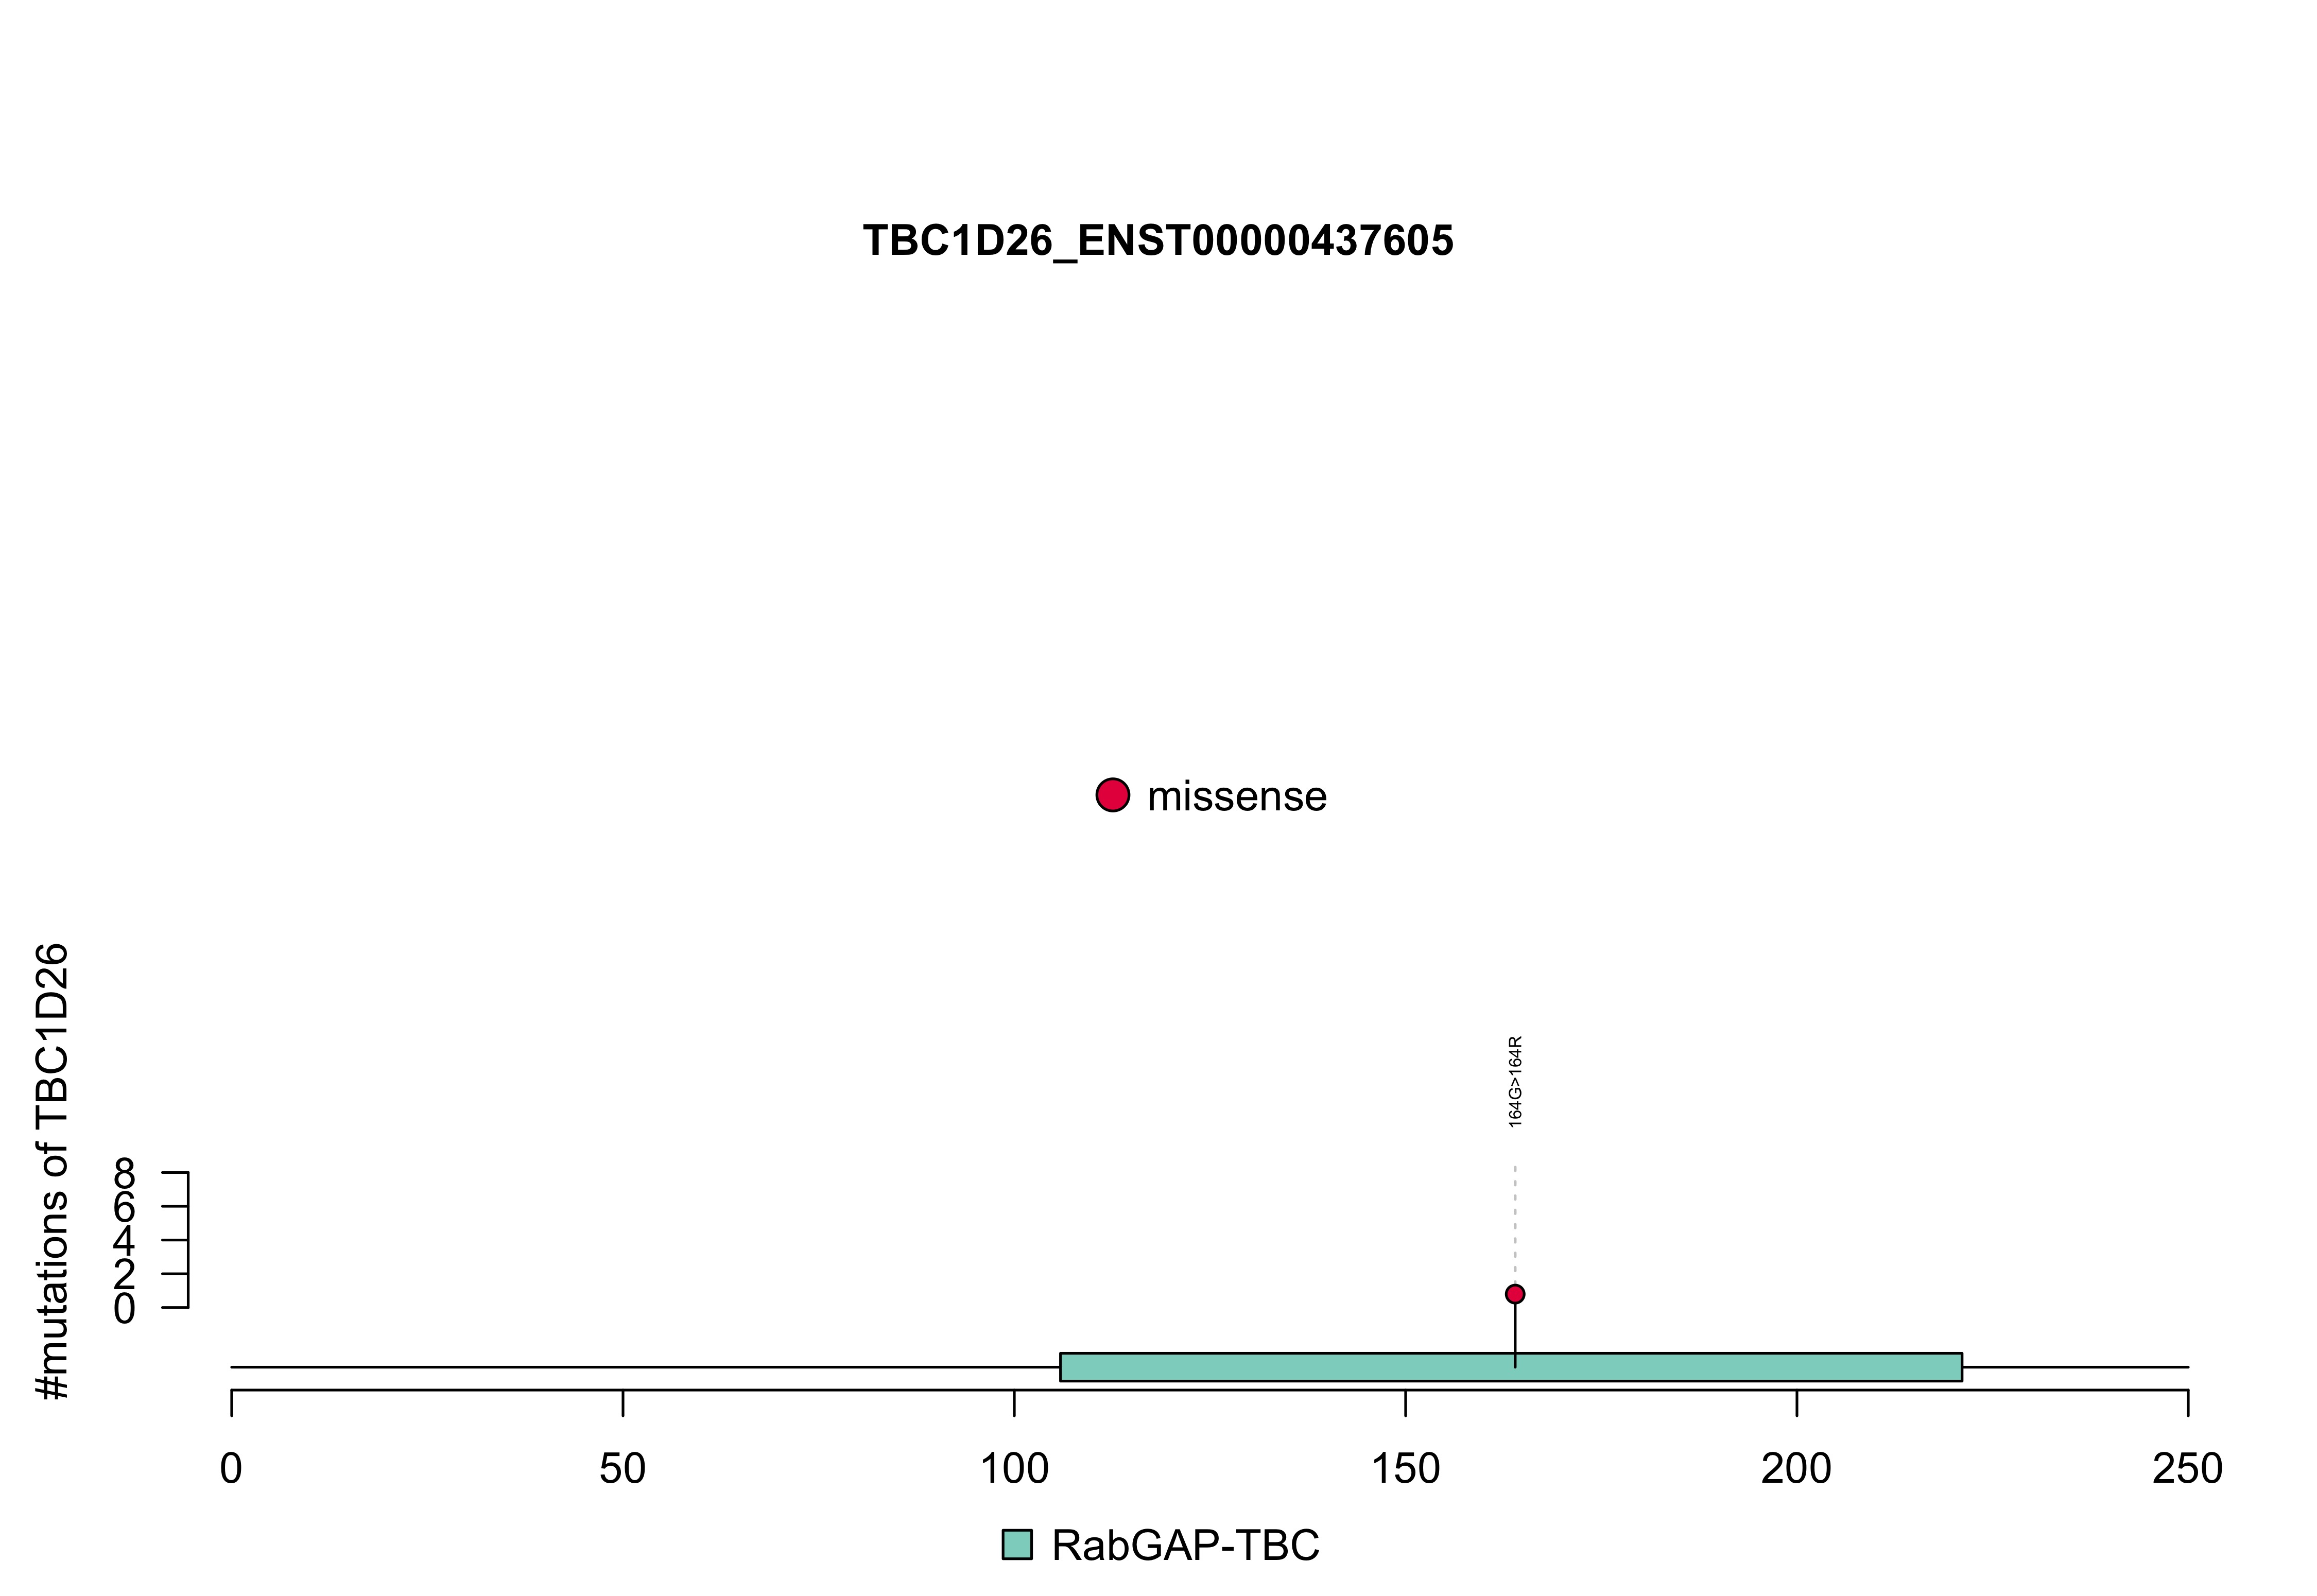 TBC1D26_ENST00000437605
missense
#mutations of TBC1D26
164G>164R
8
6
4
2
0
0 50 100 150 200 250
RabGAP-TBC